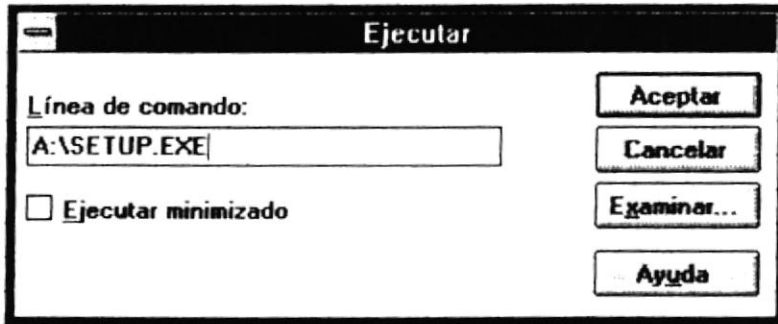 Ejecutar
Línea de comando:
A:\SETUP.EXE
Ejecutar minimizado
Aceptar
Cancelar
Examinar...
Ayuda